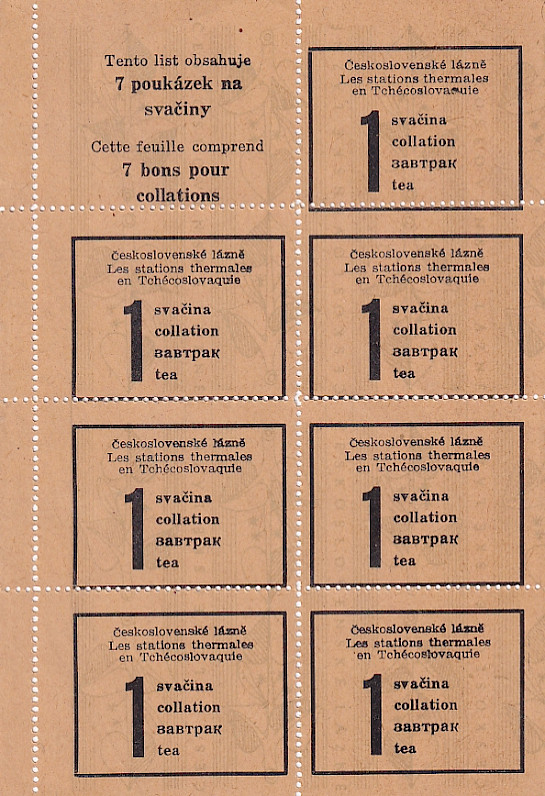 Tento list obsahuje
7 poukázek na
svačiny
Cette feuille comprend
7 bons pour
collations
Československé lázně
Les stations thermales
en Tchécoslovaquie
1
svačina
collation
завтрак
tea
Československé lázně
Les stations thermales
en Tchécoslovaquie
1
svačina
collation
завтрак
tea
Československé lázně
Les stations thermales
en Tchécoslovaquie
1
svačina
collation
завтрак
tea
Československé lázně
Les stations thermales
en Tchécoslovaquie
1
svačina
collation
завтрак
tea
Československé lázně
Les stations thermales
en Tchécoslovaquie
1
svačina
collation
завтрак
tea
Československé lázně
Les stations thermales
en Tchécoslovaquie
1
svačina
collation
завтрак
tea
Československé lázně
Les stations thermales
en Tchécoslovaquie
1
svačina
collation
завтрак
tea